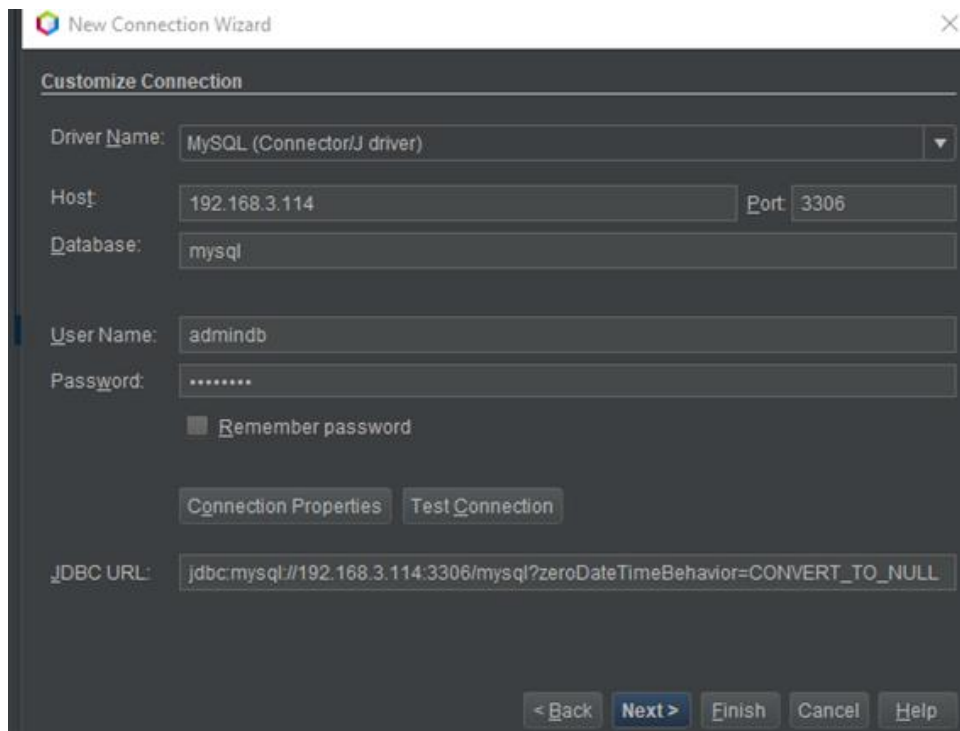 New Connection Wizard
Customize Connection
Driver Name: MySQL (Connector/J driver)
Host: 192.168.3.114 Port: 3306
Database: mysql
User Name: admindb
Password: ••••••••
Remember password
Connection Properties Test Connection
JDBC URL: jdbc:mysql://192.168.3.114:3306/mysql?zeroDateTimeBehavior=CONVERT_TO_NULL
< Back Next > Finish Cancel Help